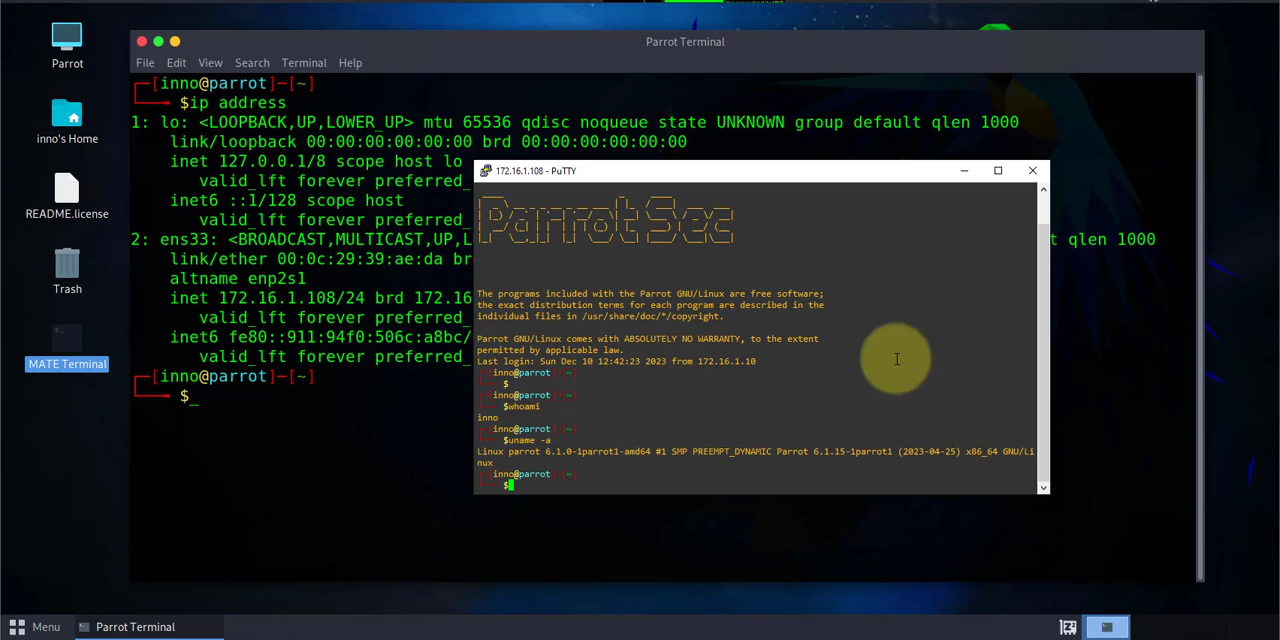 Parrot
inno's Home
README.license
Trash
MATE Terminal
Parrot Terminal
File Edit View Search Terminal Help
┌─[inno@parrot]─[~]
└──╼ $ip address
1: lo: <LOOPBACK,UP,LOWER_UP> mtu 65536 qdisc noqueue state UNKNOWN group default qlen 1000
link/loopback 00:00:00:00:00:00 brd 00:00:00:00:00:00
inet 127.0.0.1/8 scope host lo
valid_lft forever preferred_
inet6 ::1/128 scope host
valid_lft forever preferred_
2: ens33: <BROADCAST,MULTICAST,UP,L
t qlen 1000
link/ether 00:0c:29:39:ae:da br
altname enp2s1
inet 172.16.1.108/24 brd 172.16
valid_lft forever preferred_
inet6 fe80::911:94f0:506c:a8bc/
valid_lft forever preferred_
┌─[inno@parrot]─[~]
└──╼ $_
172.16.1.108 - PuTTY
Parrot Sec
The programs included with the Parrot GNU/Linux are free software;
the exact distribution terms for each program are described in the
individual files in /usr/share/doc/*/copyright.
Parrot GNU/Linux comes with ABSOLUTELY NO WARRANTY, to the extent
permitted by applicable law.
Last login: Sun Dec 10 12:42:23 2023 from 172.16.1.10
┌─[inno@parrot]─[~]
└──╼ $
┌─[inno@parrot]─[~]
└──╼ $whoami
inno
┌─[inno@parrot]─[~]
└──╼ $uname -a
Linux parrot 6.1.0-1parrot1-amd64 #1 SMP PREEMPT_DYNAMIC Parrot 6.1.15-1parrot1 (2023-04-25) x86_64 GNU/Li
nux
┌─[inno@parrot]─[~]
└──╼ $
Menu
Parrot Terminal